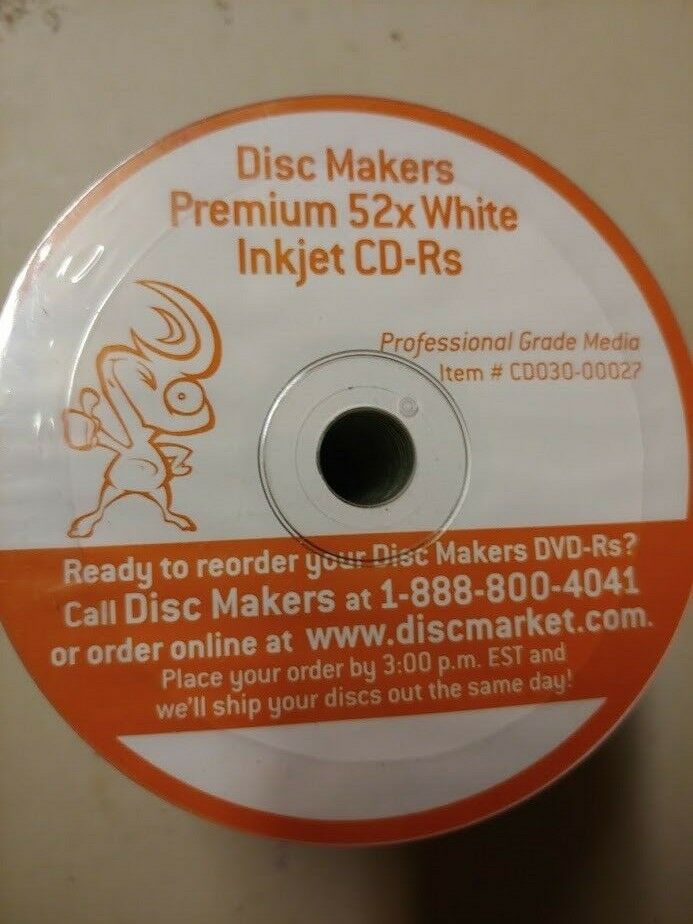 Disc Makers
Premium 52x White
Inkjet CD-Rs
Professional Grade Media
Item # CD030-00027
Ready to reorder your Disc Makers DVD-Rs?
Call Disc Makers at 1-888-800-4041
or order online at www.discmarket.com.
Place your order by 3:00 p.m. EST and
we'll ship your discs out the same day!